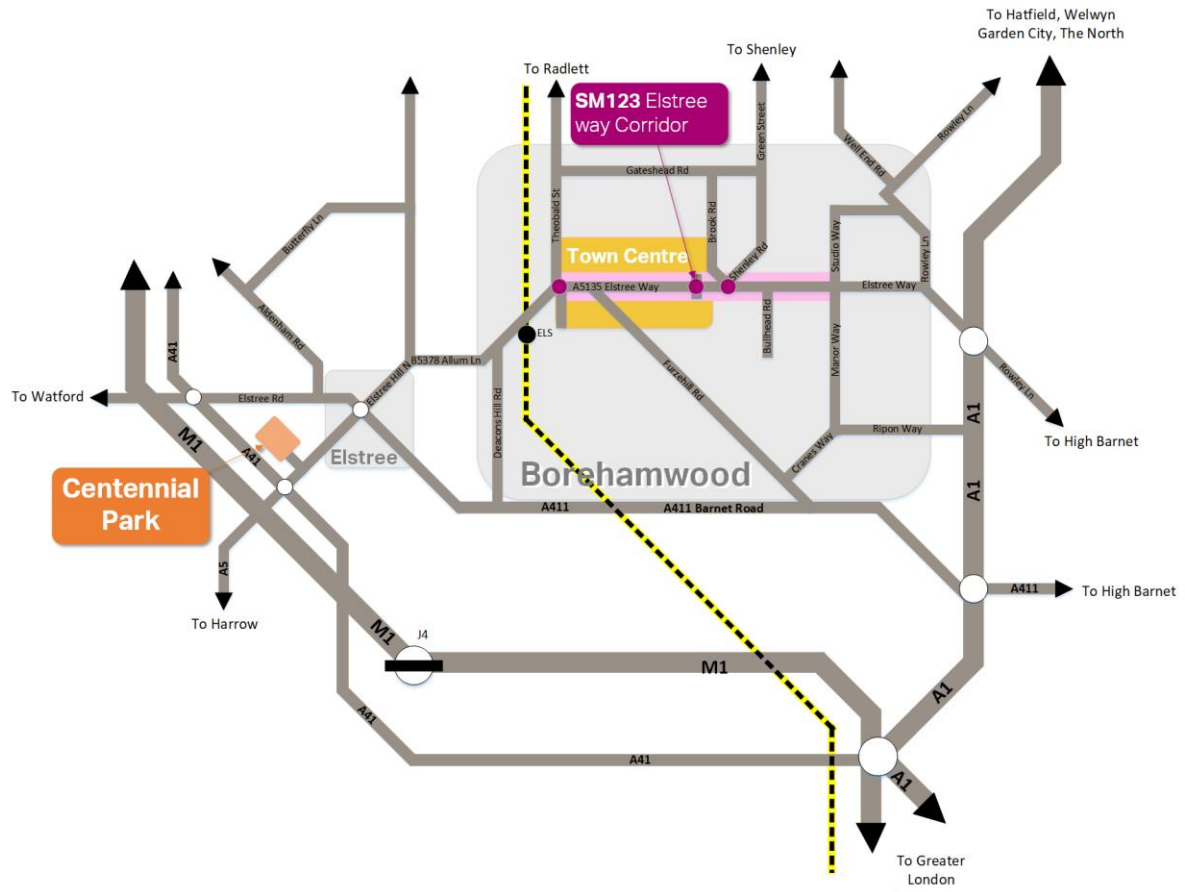 To Hatfield, Welwyn
Garden City, The North
To Shenley
To Radlett
SM123 Elstree
way Corridor
Green Street
Rowley Ln
Well End Rd
Gateshead Rd
Theobald St
Brook Rd
Butterfly Ln
Town Centre
Shenley Rd
Studio Way
Rowley Ln
A5135 Elstree Way
Elstree Way
Aldenham Rd
A41
ELS
Bullhead Rd
Manor Way
B5378 Allum Ln
Elstree Hill N
Furzehill Rd
Rowley Ln
To Watford
Elstree Rd
Deacons Hill Rd
A1
M1
A41
Elstree
Cranes Way
Ripon Way
To High Barnet
Borehamwood
Centennial
Park
A411
A411 Barnet Road
A1
A5
To Harrow
A411
To High Barnet
M1
J4
M1
A1
A41
A41
A1
To Greater
London